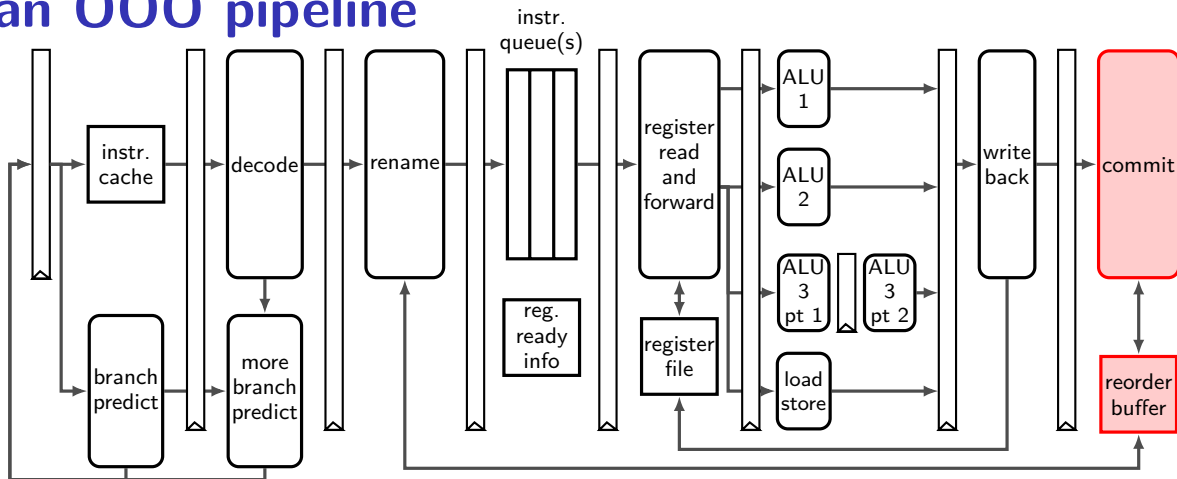 an OOO pipeline
instr.
queue(s)
instr.
cache
decode
rename
register
read
and
forward
ALU
1
ALU
2
ALU
3
pt 1
ALU
3
pt 2
load
store
write
back
commit
branch
predict
more
branch
predict
reg.
ready
info
register
file
reorder
buffer